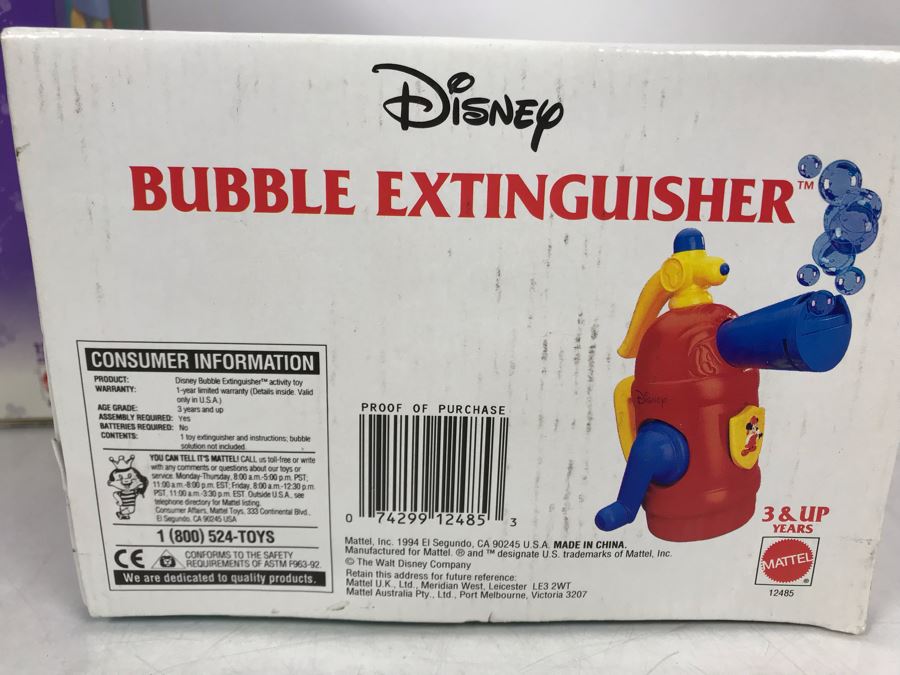 Disney
BUBBLE EXTINGUISHER™
Disney
CONSUMER INFORMATION
PRODUCT: Disney Bubble Extinguisher™ activity toy
WARRANTY: 1-year limited warranty (Details inside. Valid
only in U.S.A.)
AGE GRADE: 3 years and up
ASSEMBLY REQUIRED: Yes
BATTERIES REQUIRED: No
CONTENTS: 1 toy extinguisher and instructions; bubble
solution not included.
YOU CAN TELL IT'S MATTEL! CALL us toll-free or write
with any comments or questions about our toys or
service. Monday-Thursday, 8:00 a.m.-5:00 p.m. PST,
11:00 a.m.-8:00 p.m. EST; Friday, 8:00 a.m.-12:30 p.m.
PST, 11:00 a.m.-3:30 p.m. EST. Outside U.S.A., see
telephone directory for Mattel listing.
Consumer Affairs, Mattel Toys, 333 Continental Blvd.,
El Segundo, CA 90245 USA
1 (800) 524-TOYS
CE CONFORMS TO THE SAFETY
REQUIREMENTS OF ASTM F963-92.
We are dedicated to quality products.
PROOF OF PURCHASE
0 74299 12485 3
Mattel, Inc. 1994 El Segundo, CA 90245 U.S.A. MADE IN CHINA.
Manufactured for Mattel. ® and ™ designate U.S. trademarks of Mattel, Inc.
© The Walt Disney Company
Retain this address for future reference:
Mattel U.K., Ltd., Meridian West, Leicester LE3 2WT
Mattel Australia Pty., Ltd., Port Melbourne, Victoria 3207
3 & UP
YEARS
MATTEL®
12485